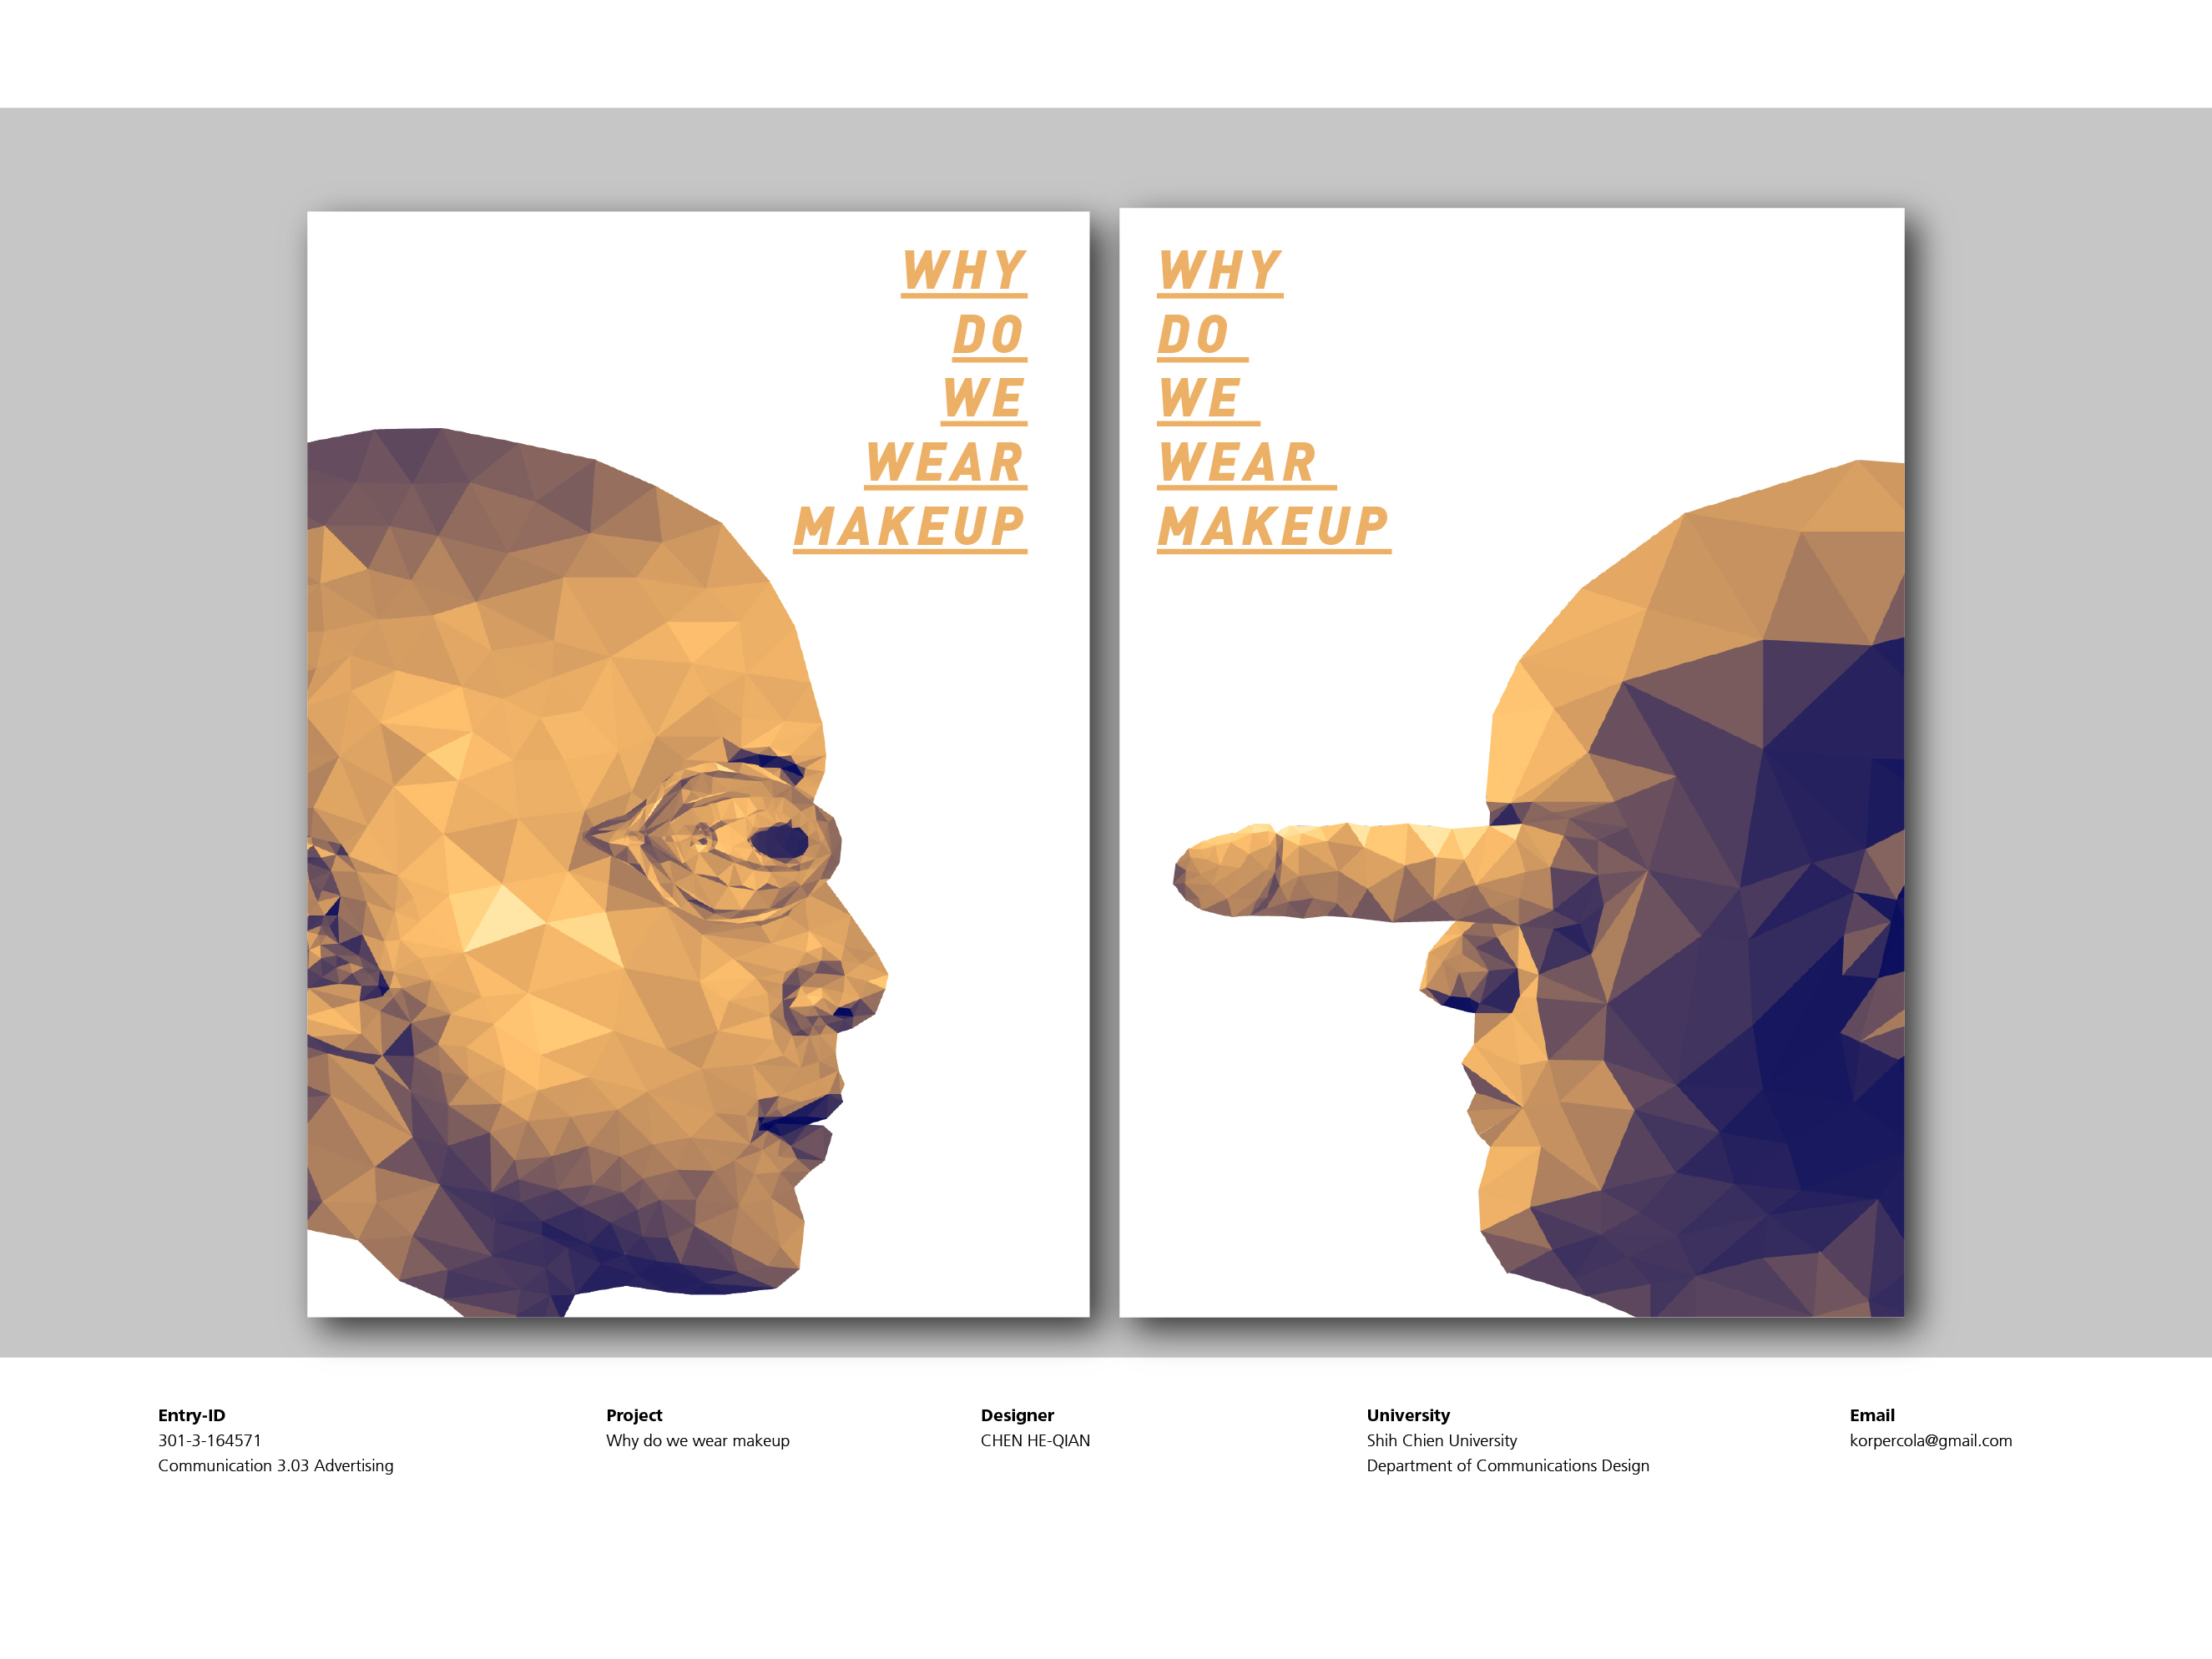 WHY
DO
WE
WEAR
MAKEUP
WHY
DO
WE
WEAR
MAKEUP
Entry-ID
301-3-164571
Communication 3.03 Advertising
Project
Why do we wear makeup
Designer
CHEN HE-QIAN
University
Shih Chien University
Department of Communications Design
Email
korpercola@gmail.com